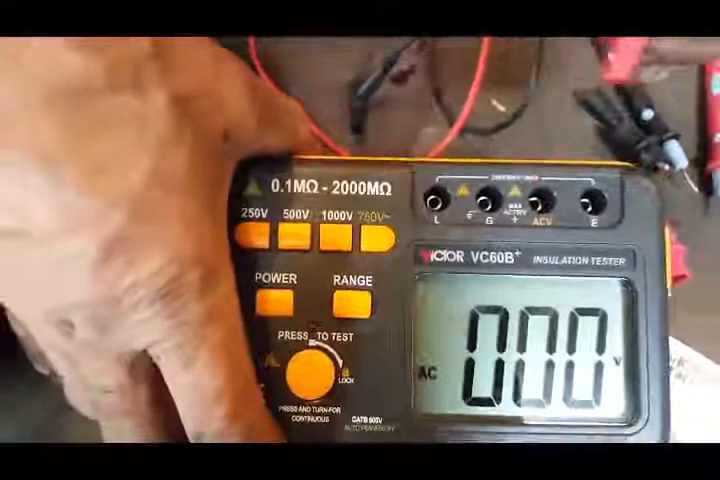 0.1MΩ - 2000MΩ
250V 500V 1000V 750V~
L G ACV E
VICTOR VC60B+ INSULATION TESTER
POWER RANGE
PRESS TO TEST
LOCK
PRESS AND TURN FOR
CONTINUOUS
AC 000 V